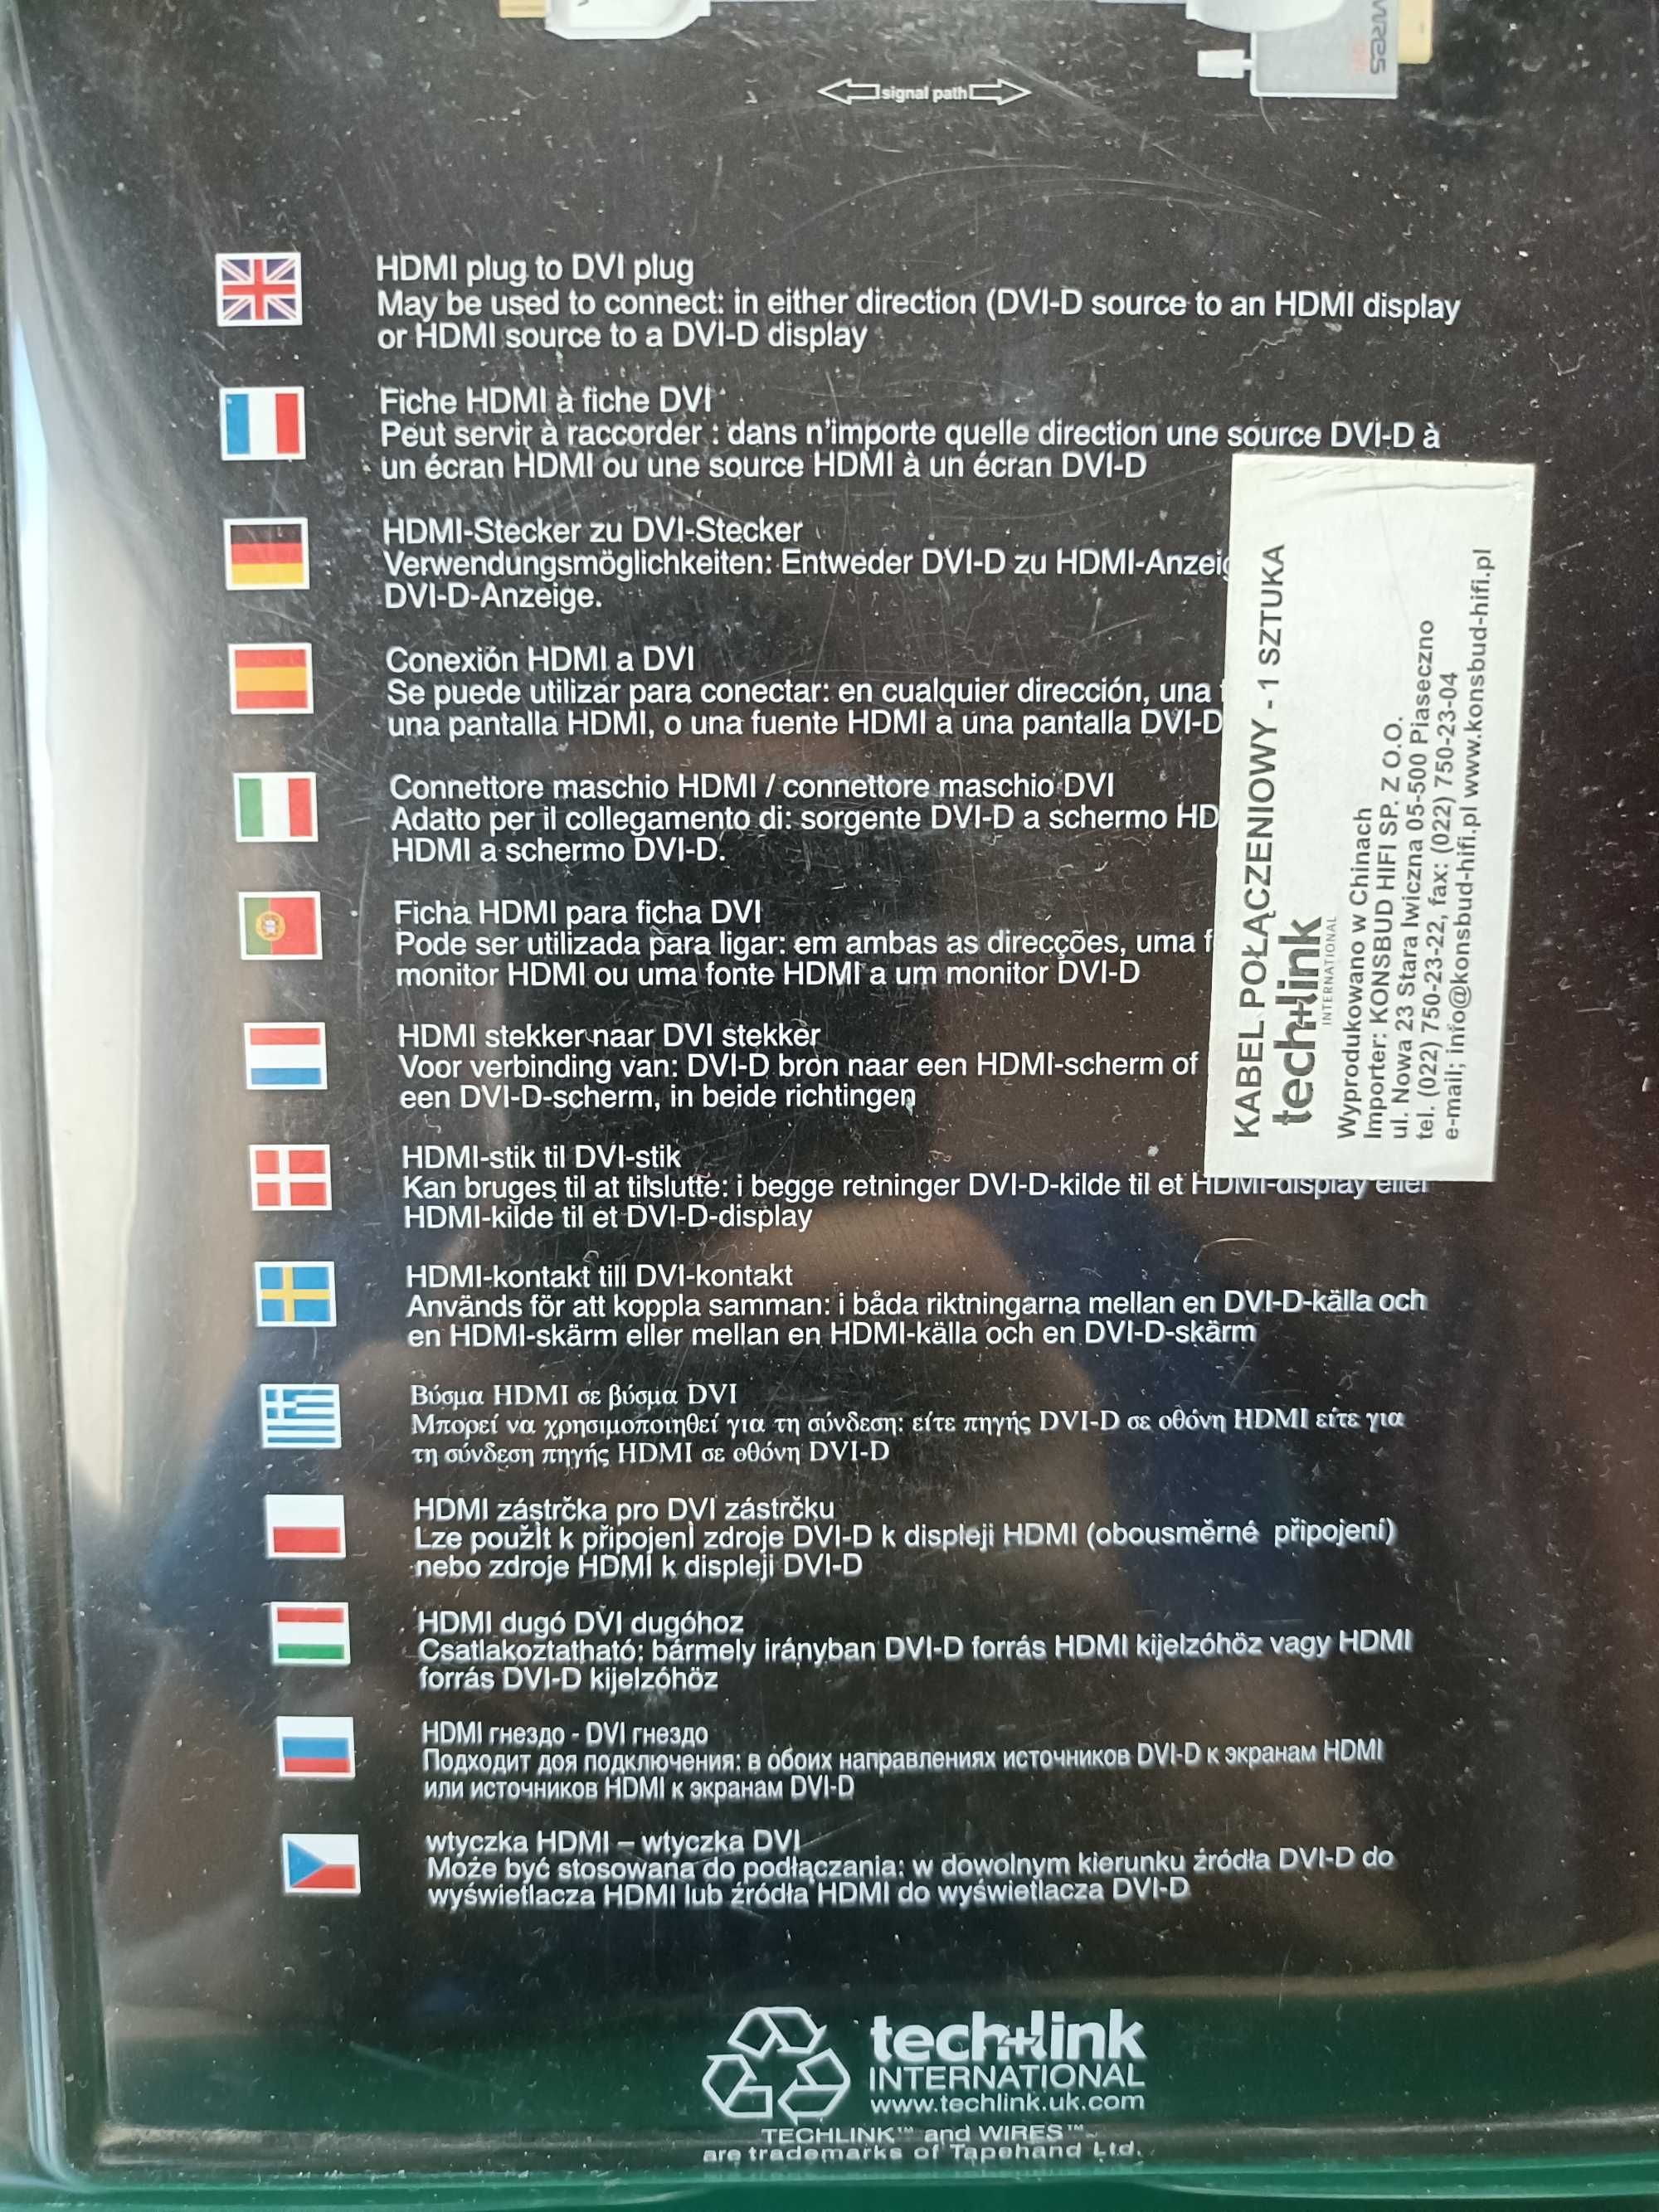 WIRES
signal path
HDMI plug to DVI plug
May be used to connect: in either direction (DVI-D source to an HDMI display
or HDMI source to a DVI-D display
Fiche HDMI à fiche DVI
Peut servir à raccorder : dans n'importe quelle direction une source DVI-D à
un écran HDMI ou une source HDMI à un écran DVI-D
HDMI-Stecker zu DVI-Stecker
Verwendungsmöglichkeiten: Entweder DVI-D zu HDMI-Anzeig
DVI-D-Anzeige.
Conexión HDMI a DVI
Se puede utilizar para conectar: en cualquier dirección, una
una pantalla HDMI, o una fuente HDMI a una pantalla DVI-D
Connettore maschio HDMI / connettore maschio DVI
Adatto per il collegamento di: sorgente DVI-D a schermo HD
HDMI a schermo DVI-D.
Ficha HDMI para ficha DVI
Pode ser utilizada para ligar: em ambas as direcções, uma f
monitor HDMI ou uma fonte HDMI a um monitor DVI-D
HDMI stekker naar DVI stekker
Voor verbinding van: DVI-D bron naar een HDMI-scherm of
een DVI-D-scherm, in beide richtingen
HDMI-stik til DVI-stik
Kan bruges til at tilslutte: i begge retninger DVI-D-kilde til et HDMI-display eller
HDMI-kilde til et DVI-D-display
HDMI-kontakt till DVI-kontakt
Används för att koppla samman: i båda riktningarna mellan en DVI-D-källa och
en HDMI-skärm eller mellan en HDMI-källa och en DVI-D-skärm
Βύσμα HDMI σε βύσμα DVI
Μπορεί να χρησιμοποιηθεί για τη σύνδεση: είτε πηγής DVI-D σε οθόνη HDMI είτε για
τη σύνδεση πηγής HDMI σε οθόνη DVI-D
HDMI zástrčka pro DVI zástrčku
Lze použÌt k připojenÌ zdroje DVI-D k displeji HDMI (obousměrné připojení)
nebo zdroje HDMI k displeji DVI-D
HDMI dugó DVI dugóhoz
Csatlakoztatható: bármely irányban DVI-D forrás HDMI kijelzóhöz vagy HDMI
forrás DVI-D kijelzóhöz
HDMI гнездо - DVI гнездо
Подходит доя подключения: в обоих направлениях источников DVI-D к экранам HDMI
или источников HDMI к экранам DVI-D
wtyczka HDMI – wtyczka DVI
Może być stosowana do podłączania: w dowolnym kierunku źródła DVI-D do
wyświetlacza HDMI lub źródła HDMI do wyświetlacza DVI-D
KABEL POŁĄCZENIOWY - 1 SZTUKA
tech+link
INTERNATIONAL
Wyprodukowano w Chinach
Importer: KONSBUD HIFI SP. Z O.O.
ul. Nowa 23 Stara Iwiczna 05-500 Piaseczno
tel. (022) 750-23-22, fax: (022) 750-23-04
e-mail; info@konsbud-hifi.pl www.konsbud-hifi.pl
tech+link
INTERNATIONAL
www.techlink.uk.com
TECHLINK™ and WIRES™
are trademarks of Tapehand Ltd.